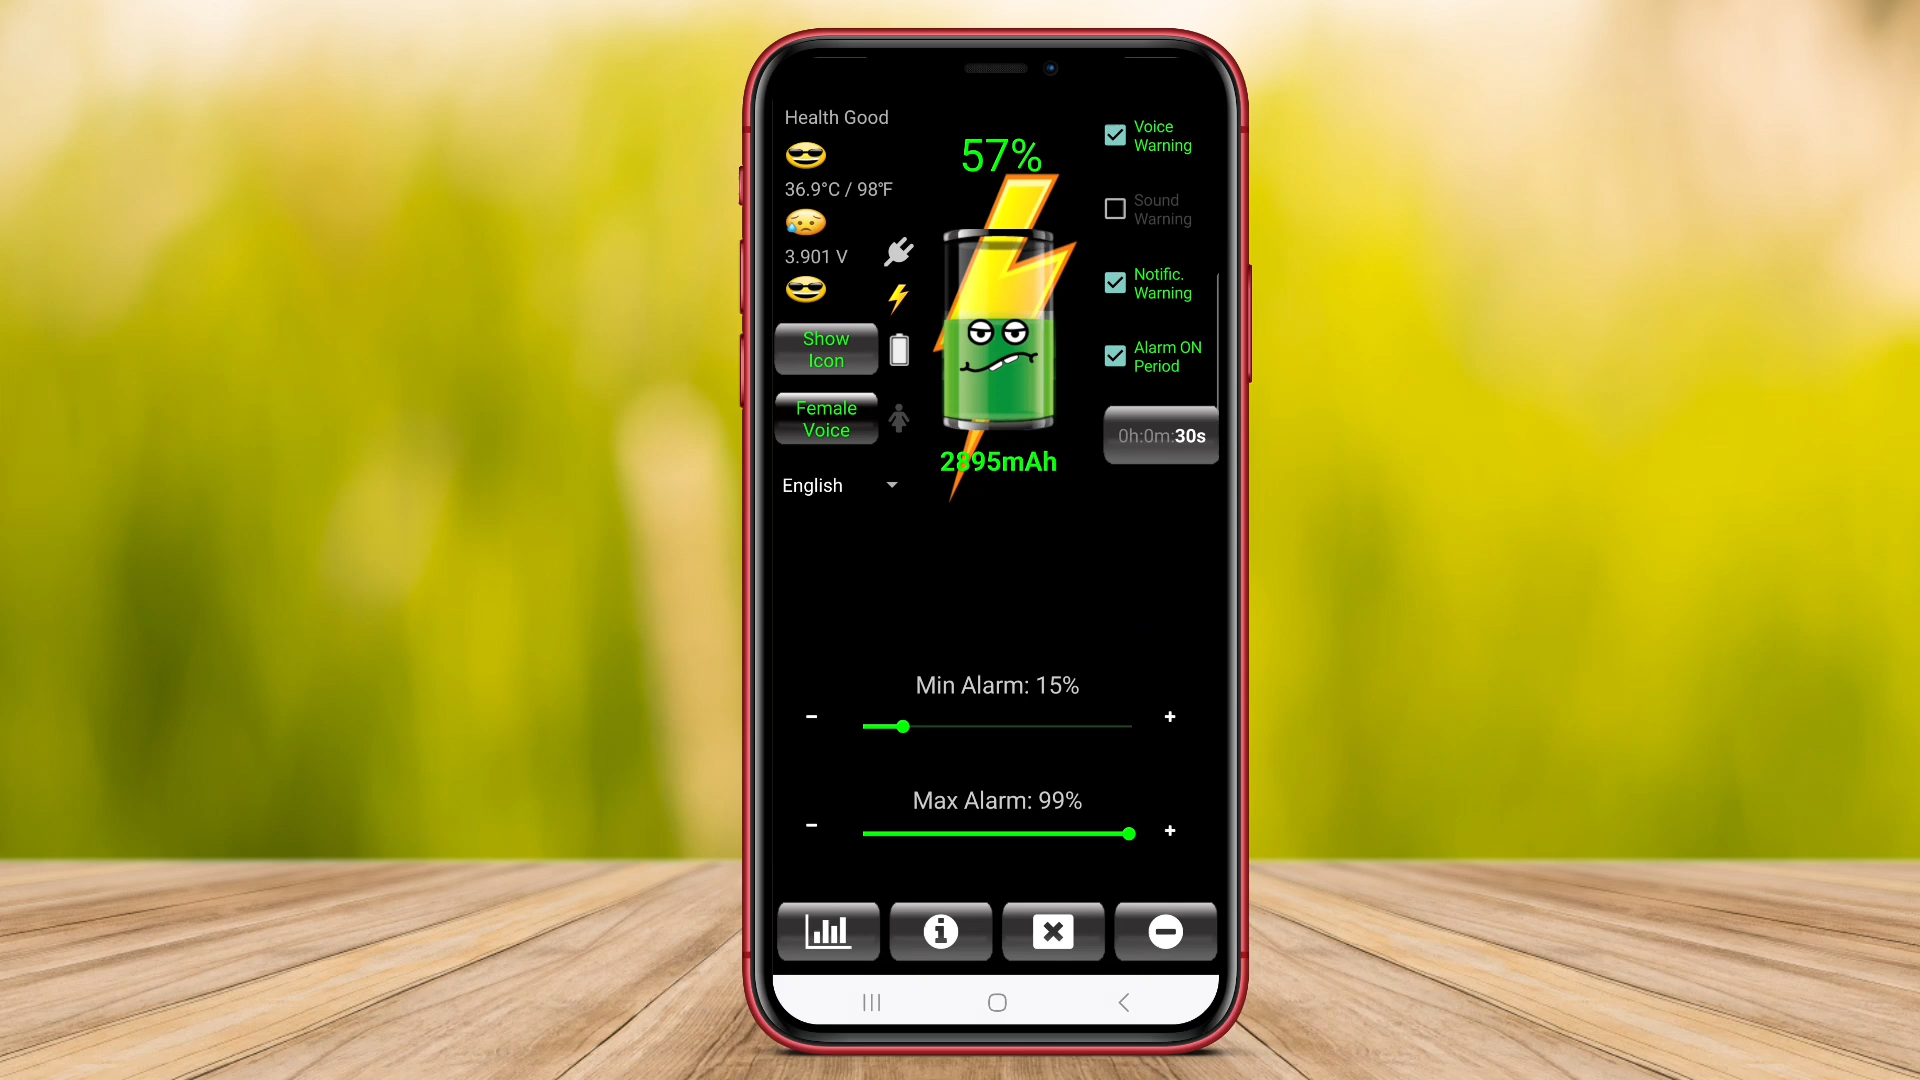 Health Good
36.9°C / 98°F
3.901 V
Show
Icon
Female
Voice
English
57%
2895mAh
Voice
Warning
Sound
Warning
Notific.
Warning
Alarm ON
Period
0h:0m:30s
Min Alarm: 15%
- +
Max Alarm: 99%
- +